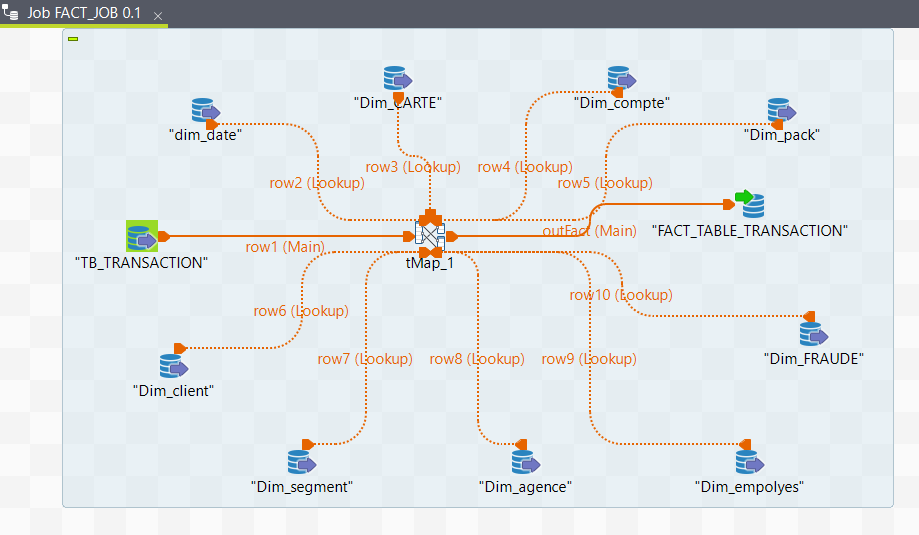 Job FACT_JOB 0.1
"Dim_CARTE"
"Dim_compte"
"dim_date"
"Dim_pack"
row3 (Lookup)
row4 (Lookup)
row2 (Lookup)
row5 (Lookup)
outFact (Main)
"FACT_TABLE_TRANSACTION"
row1 (Main)
"TB_TRANSACTION"
tMap_1
row10 (Lookup)
row6 (Lookup)
row7 (Lookup)
row8 (Lookup)
row9 (Lookup)
"Dim_FRAUDE"
"Dim_client"
"Dim_segment"
"Dim_agence"
"Dim_empolyes"